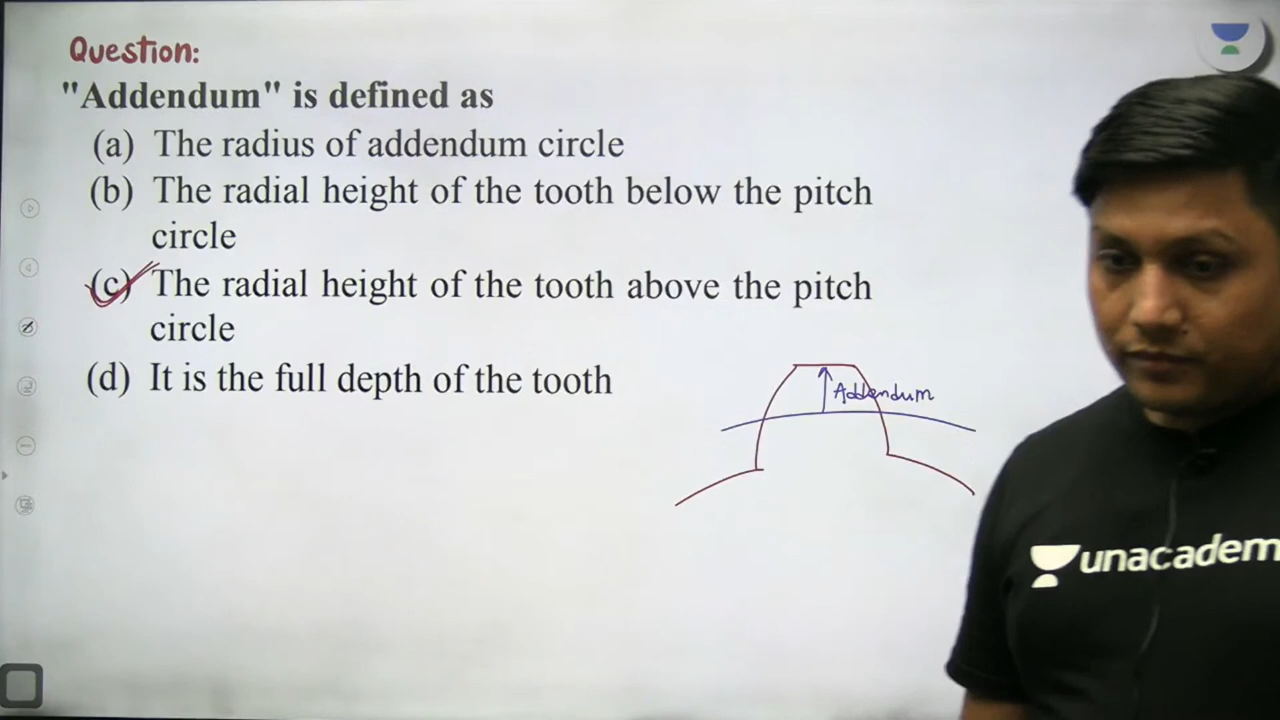 Question:
"Addendum" is defined as
(a) The radius of addendum circle
(b) The radial height of the tooth below the pitch
circle
(c) The radial height of the tooth above the pitch
circle
(d) It is the full depth of the tooth
Addendum
unacadem